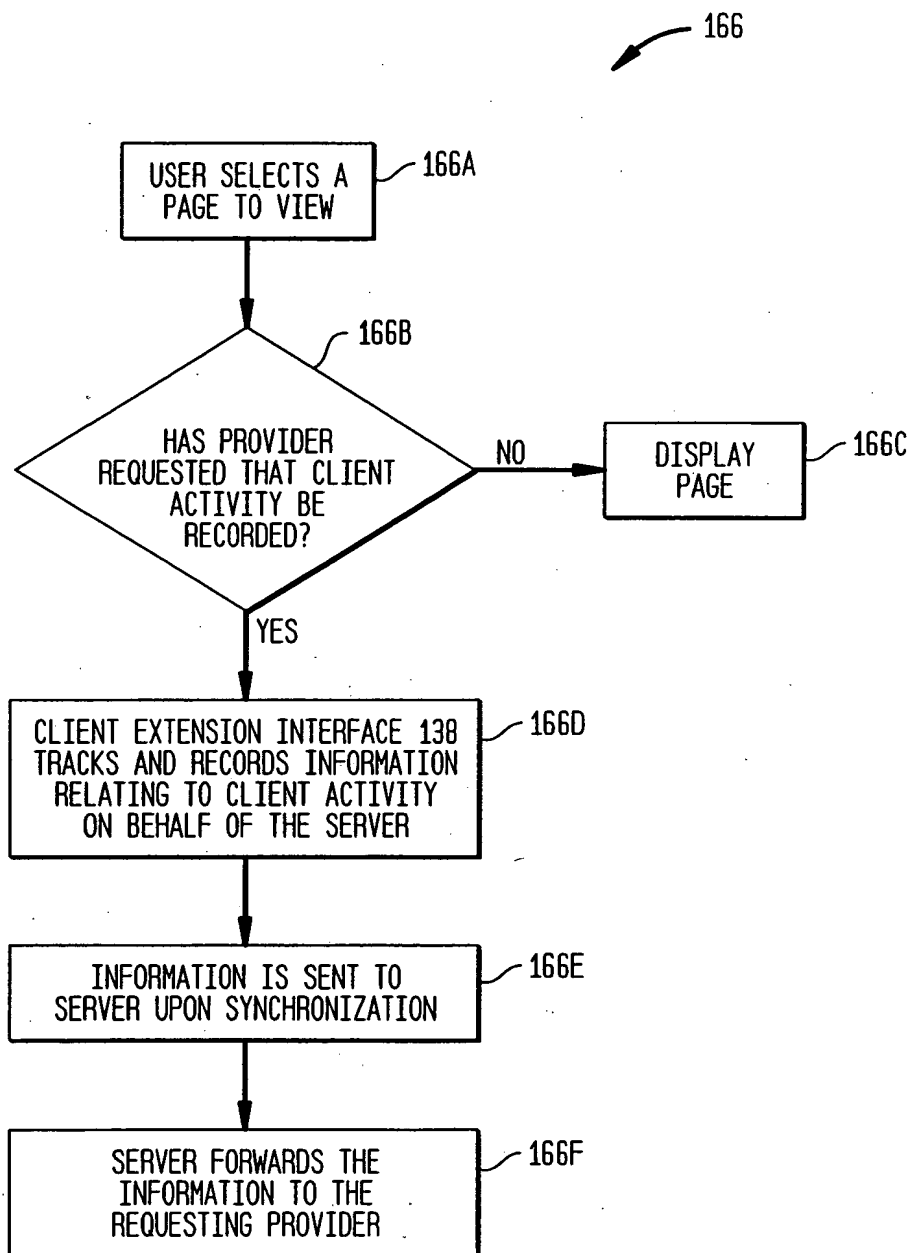 166
USER SELECTS A
PAGE TO VIEW
166A
166B
HAS PROVIDER
REQUESTED THAT CLIENT
ACTIVITY BE
RECORDED?
NO
DISPLAY
PAGE
166C
YES
CLIENT EXTENSION INTERFACE 138
TRACKS AND RECORDS INFORMATION
RELATING TO CLIENT ACTIVITY
ON BEHALF OF THE SERVER
166D
INFORMATION IS SENT TO
SERVER UPON SYNCHRONIZATION
166E
SERVER FORWARDS THE
INFORMATION TO THE
REQUESTING PROVIDER
166F